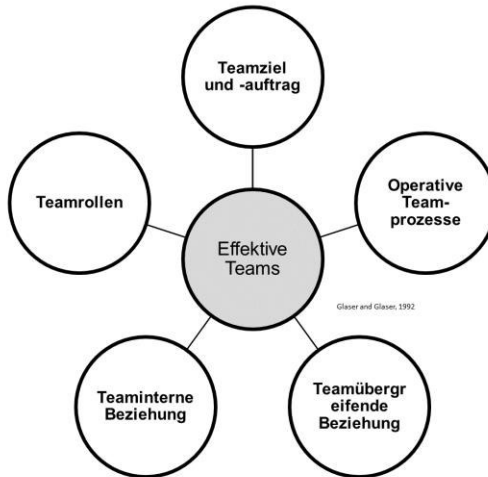 Teamziel
und -auftrag
Teamrollen
Operative
Team-
prozesse
Effektive
Teams
Glaser and Glaser, 1992
Teaminterne
Beziehung
Teamübergr
eifende
Beziehung